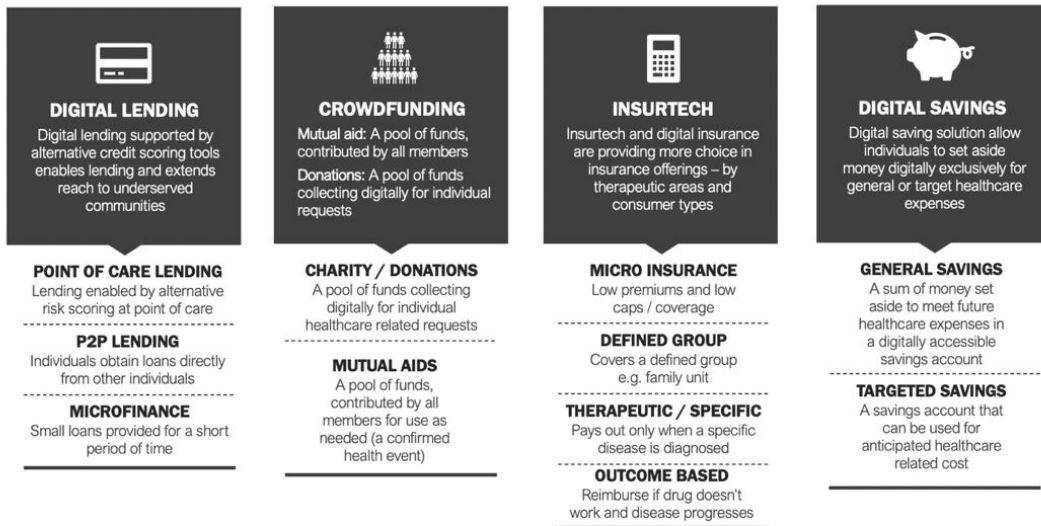 DIGITAL LENDING
Digital lending supported by
alternative credit scoring tools
enables lending and extends
reach to underserved
communities
POINT OF CARE LENDING
Lending enabled by alternative
risk scoring at point of care
P2P LENDING
Individuals obtain loans directly
from other individuals
MICROFINANCE
Small loans provided for a short
period of time
CROWDFUNDING
Mutual aid: A pool of funds,
contributed by all members
Donations: A pool of funds
collecting digitally for individual
requests
CHARITY / DONATIONS
A pool of funds collecting
digitally for individual
healthcare related requests
MUTUAL AIDS
A pool of funds,
contributed by all
members for use as
needed (a confirmed
health event)
INSURTECH
Insurtech and digital insurance
are providing more choice in
insurance offerings – by
therapeutic areas and
consumer types
MICRO INSURANCE
Low premiums and low
caps / coverage
DEFINED GROUP
Covers a defined group
e.g. family unit
THERAPEUTIC / SPECIFIC
Pays out only when a specific
disease is diagnosed
OUTCOME BASED
Reimburse if drug doesn't
work and disease progresses
DIGITAL SAVINGS
Digital saving solution allow
individuals to set aside
money digitally exclusively for
general or target healthcare
expenses
GENERAL SAVINGS
A sum of money set
aside to meet future
healthcare expenses in
a digitally accessible
savings account
TARGETED SAVINGS
A savings account that
can be used for
anticipated healthcare
related cost